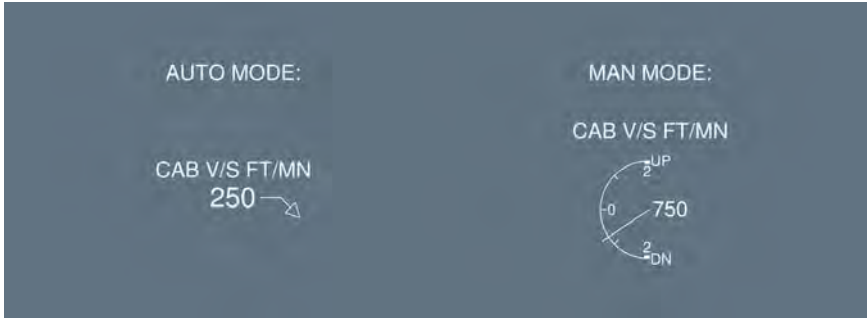 AUTO MODE:
CAB V/S FT/MN
250
MAN MODE:
CAB V/S FT/MN
UP
2
0
750
2
DN